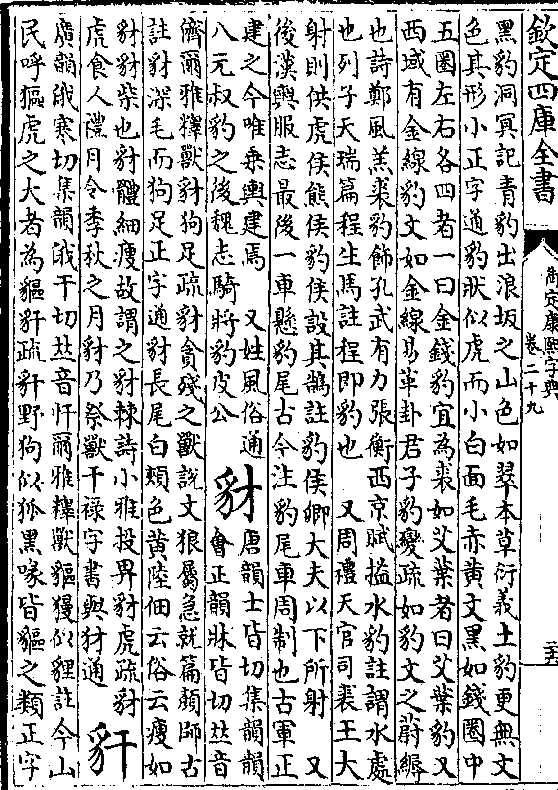 欽定四庫全書
御定康熙字典
卷二十九
黑豹洞冥記青豹出浪坂之山色如翠本草衍義土豹更無文
色其形小正字通豹狀似虎而小白面毛赤黄文黑如錢圈中
五圈左右各四者一曰金錢豹宜為裘如艾葉者曰艾葉豹又
西域有金線豹文如金線易革卦君子豹變疏如豹文之蔚縟
也詩鄭風羔裘豹飾孔武有力張衡西京賦搤水豹註謂水處
也列子天瑞篇程生馬註程即豹也 又周禮天官司裘王大
射則供虎侯熊侯豹侯設其鵠註豹侯卿大夫以下所射 又
後漢輿服志最後一車懸豹尾古今注豹尾車周制也古軍正
建之今唯乘輿建焉 又姓風俗通
八元叔豹之後魏志騎將豹皮公
豺
唐韻士皆切集韻韻
會正韻牀皆切𠀤音
儕爾雅釋獸豺狗足疏豺貪殘之獸說文狼屬急就篇顔師古
註豺深毛而狗足正字通豺長尾白頰色黄陸佃云俗云瘦如
豺豺柴也豺體細瘦故謂之豺棘詩小雅投畀豺虎疏豺
虎食人禮月令季秋之月豺乃祭獸干禄字書與犲通
豻
廣韻俄寒切集韻俄干切𠀤音忓爾雅釋獸貙獌似貍註今山
民呼貙虎之大者為貙豻疏豻野狗似狐黑喙皆貙之類正字